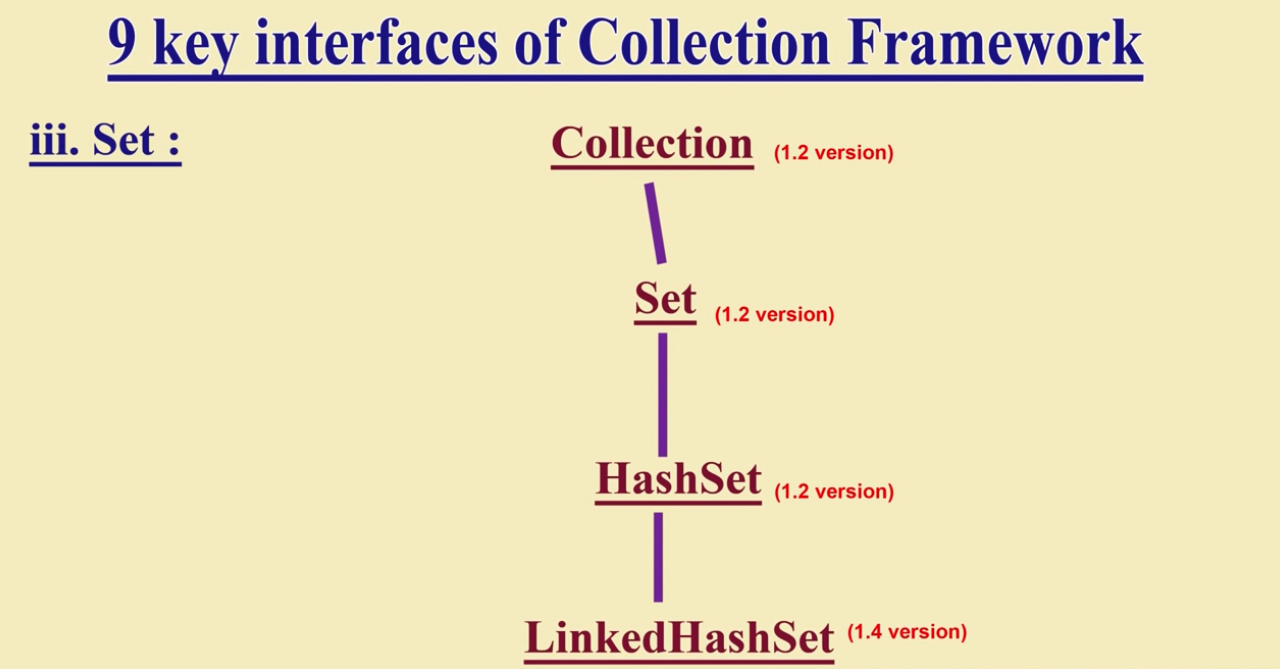 9 key interfaces of Collection Framework
iii. Set :
Collection (1.2 version)
Set (1.2 version)
HashSet (1.2 version)
LinkedHashSet (1.4 version)